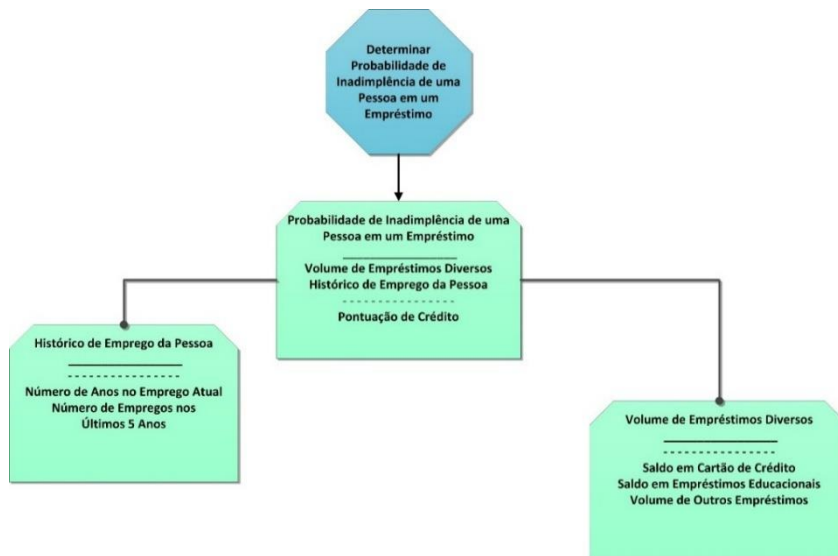 Determinar
Probabilidade de
Inadimplência de uma
Pessoa em um
Empréstimo
Probabilidade de Inadimplência de uma
Pessoa em um Empréstimo
Volume de Empréstimos Diversos
Histórico de Emprego da Pessoa
Pontuação de Crédito
Histórico de Emprego da Pessoa
Número de Anos no Emprego Atual
Número de Empregos nos
Últimos 5 Anos
Volume de Empréstimos Diversos
Saldo em Cartão de Crédito
Saldo em Empréstimos Educacionais
Volume de Outros Empréstimos